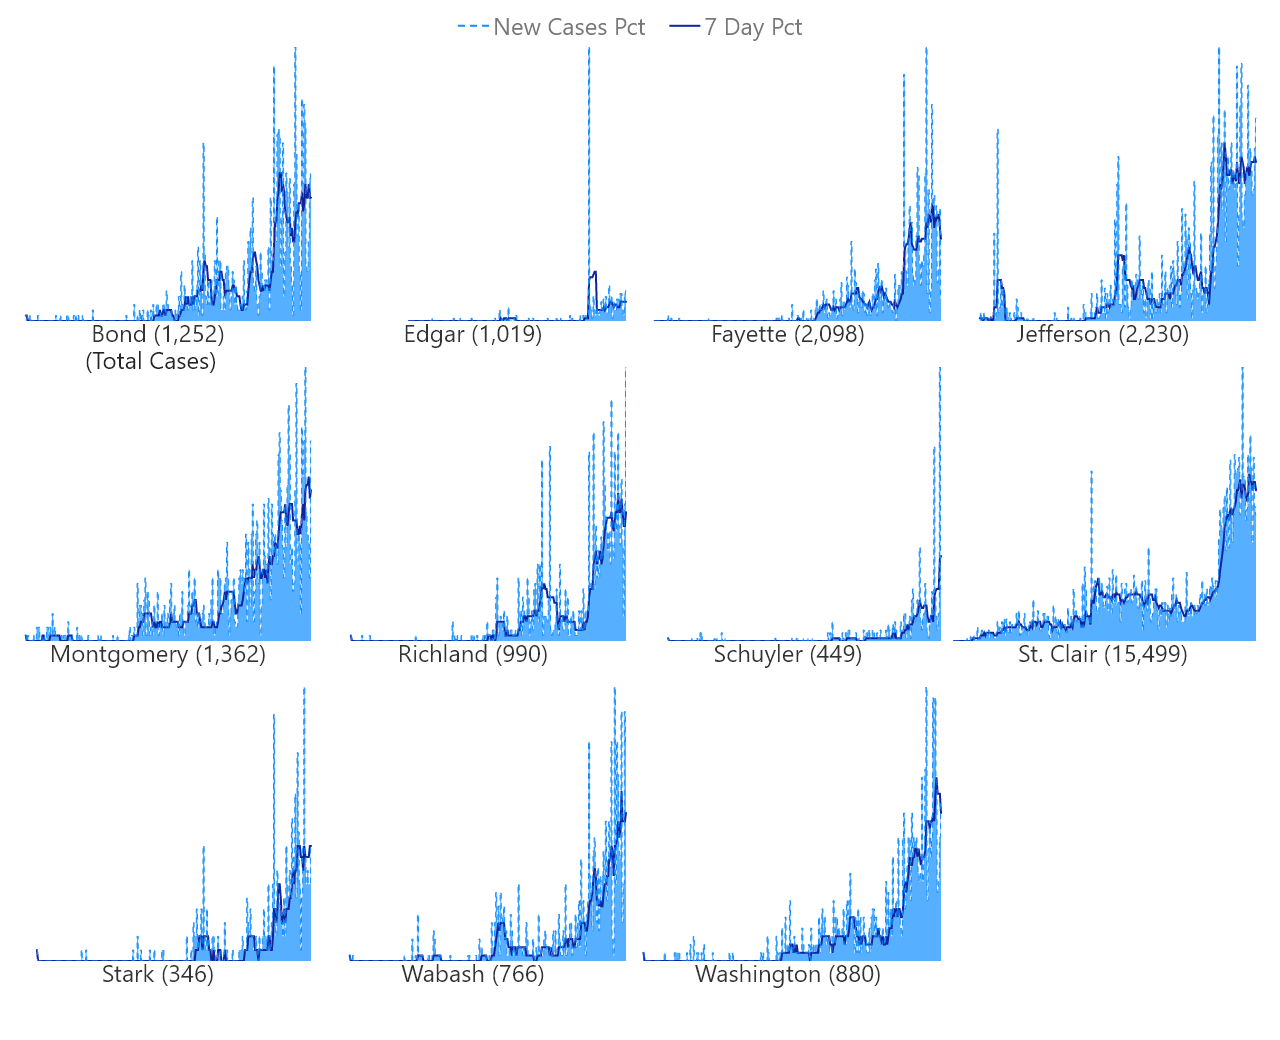 New Cases Pct 7 Day Pct
Bond (1,252) Edgar (1,019) Fayette (2,098) Jefferson (2,230)
(Total Cases)
Montgomery (1,362) Richland (990) Schuyler (449) St. Clair (15,499)
Stark (346) Wabash (766) Washington (880)